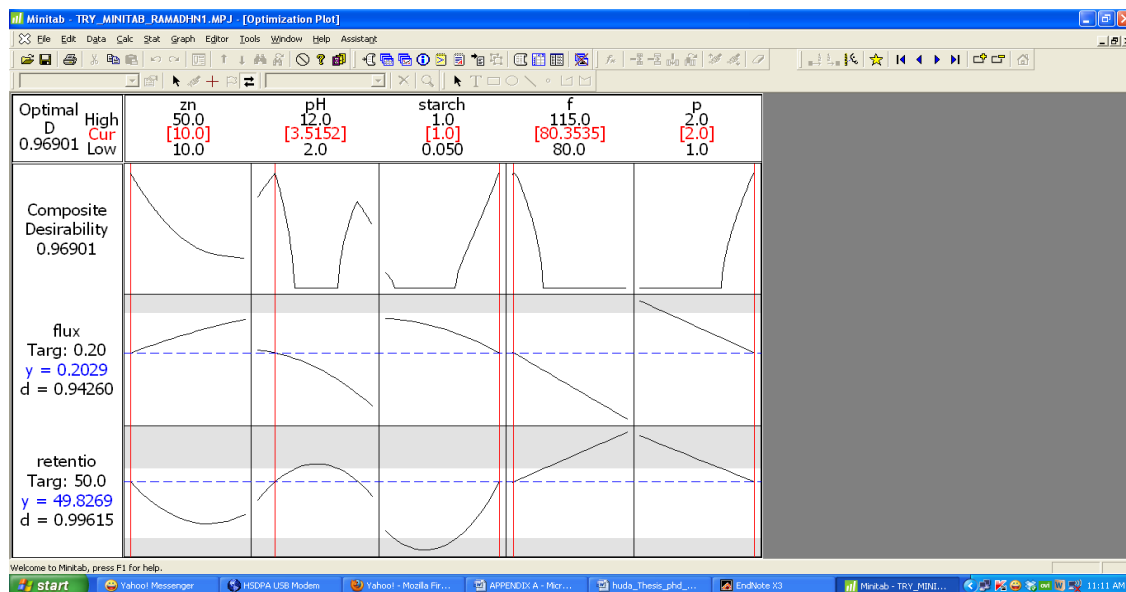 Minitab - TRY_MINITAB_RAMADHN1.MPJ - [Optimization Plot]
File Edit Data Calc Stat Graph Editor Tools Window Help Assistant
Optimal
D
0.96901
High
Cur
Low
zn
50.0
[10.0]
10.0
pH
12.0
[3.5152]
2.0
starch
1.0
[1.0]
0.050
f
115.0
[80.3535]
80.0
p
2.0
[2.0]
1.0
Composite
Desirability
0.96901
flux
Targ: 0.20
y = 0.2029
d = 0.94260
retentio
Targ: 50.0
y = 49.8269
d = 0.99615
Welcome to Minitab, press F1 for help.
start Yahoo! Messenger HSDPA USB Modem Yahoo! - Mozilla Fir... APPENDIX A - Micr... huda_Thesis_phd_... EndNote X3 Minitab - TRY_MINI... 11:11 AM